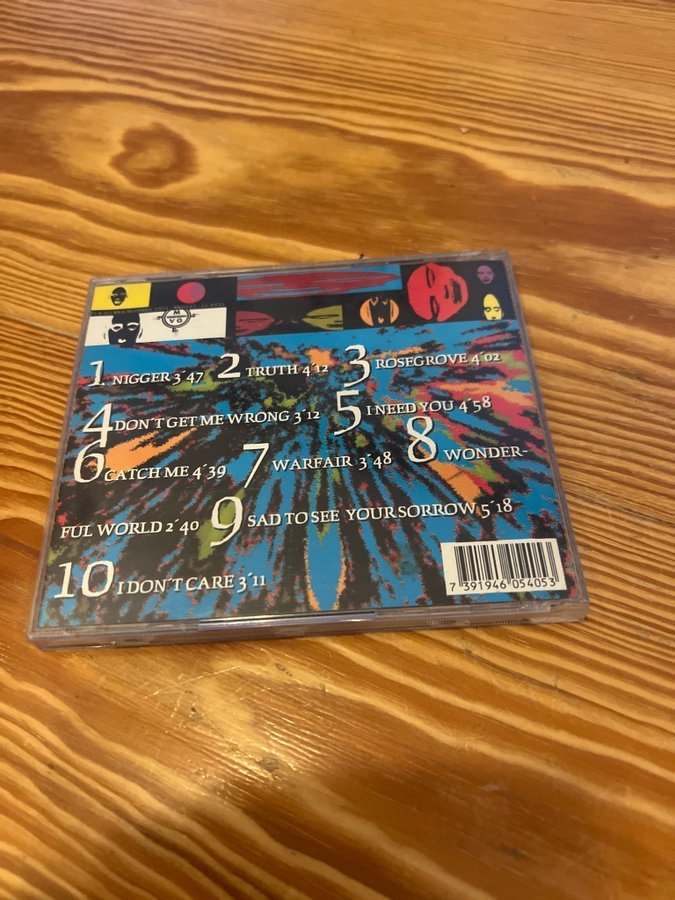 M
VG
1. NIGGER 3´47 2 TRUTH 4´12 3 ROSEGROVE 4´02
4 DON´T GET ME WRONG 3´12 5 I NEED YOU 4´58
6 CATCH ME 4´39 7 WARFAIR 3´48 8 WONDER-
FUL WORLD 2´40 9 SAD TO SEE YOUR SORROW 5´18
10 I DON´T CARE 3´11
7 391946 054053